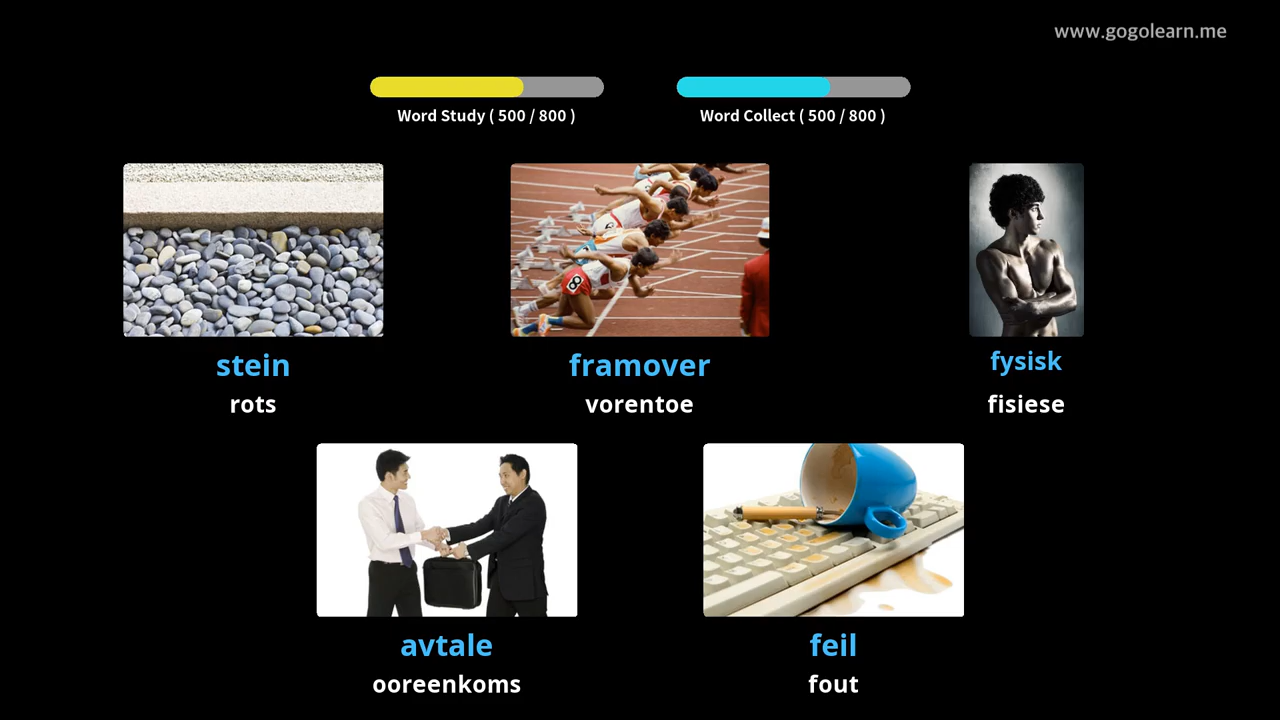 www.gogolearn.me
Word Study ( 500 / 800 )
Word Collect ( 500 / 800 )
stein
framover
fysisk
rots
vorentoe
fisiese
avtale
feil
ooreenkoms
fout